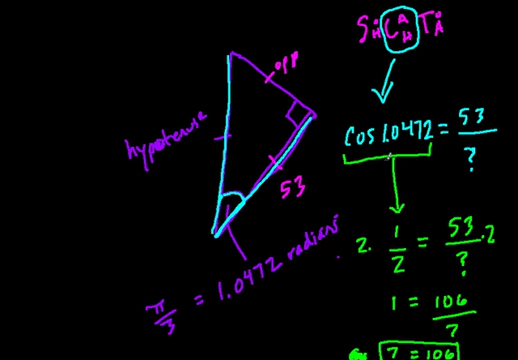 SOH CAH TOA
opp
hypotenuse
cos 1.0472 = 53/?
53
2. 1/2 = 53/? .2
π/3 = 1.0472 radians
1 = 106/?
? = 106